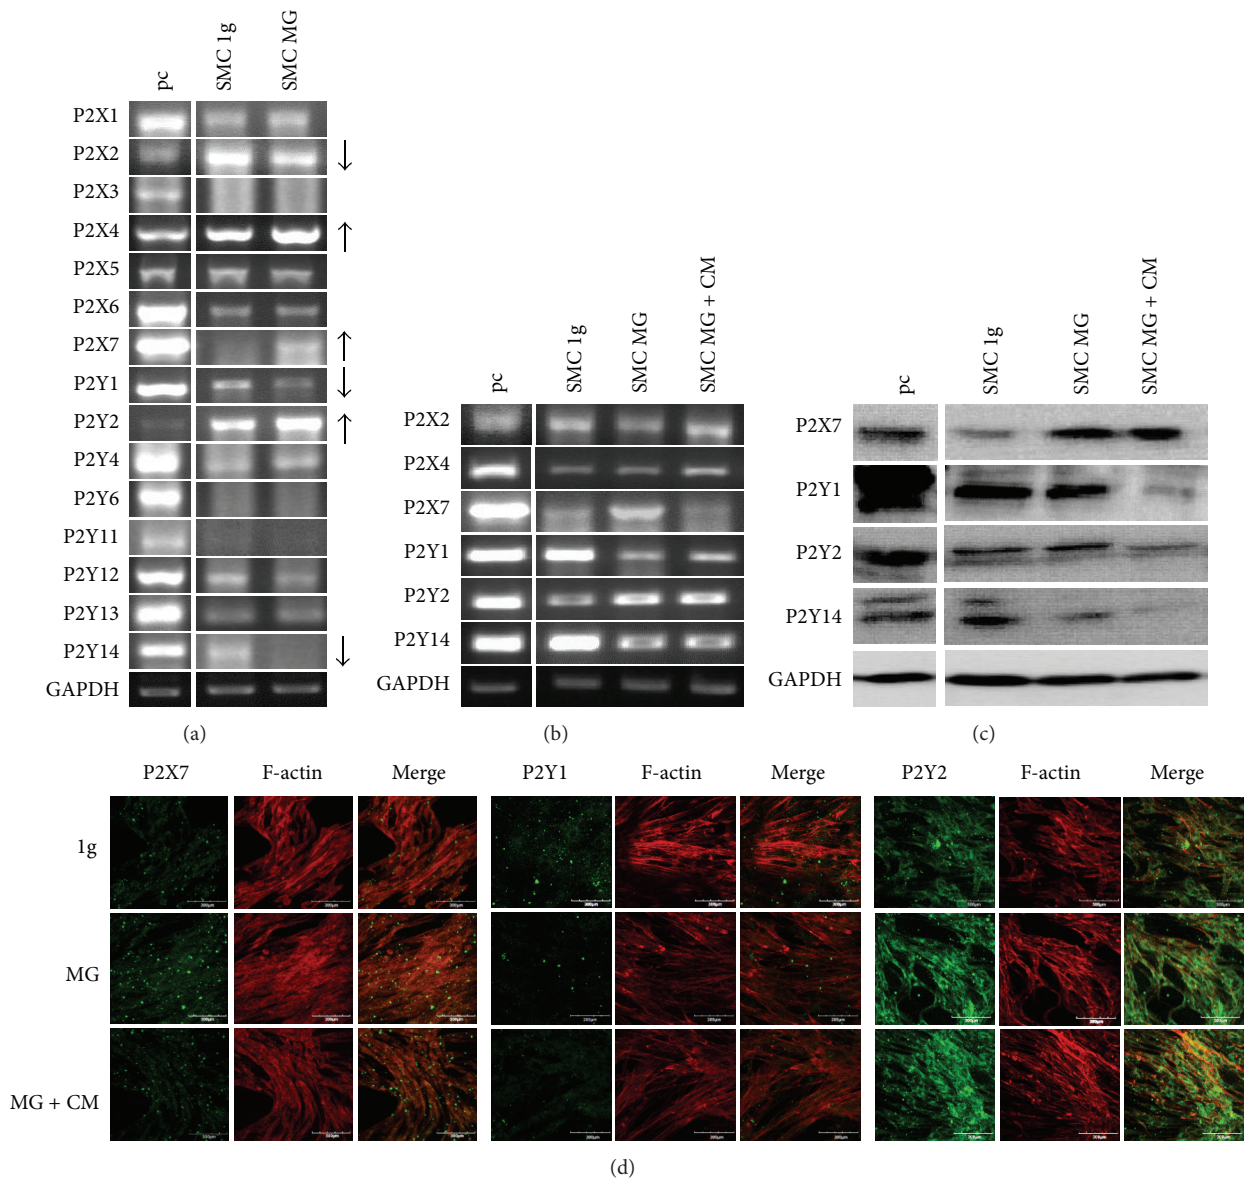 pc
SMC 1g
SMC MG
P2X1
P2X2
↓
P2X3
P2X4
↑
P2X5
P2X6
P2X7
↑
P2Y1
↓
P2Y2
↑
P2Y4
P2Y6
P2Y11
P2Y12
P2Y13
P2Y14
↓
GAPDH
(a)
pc
SMC 1g
SMC MG
SMC MG + CM
P2X2
P2X4
P2X7
P2Y1
P2Y2
P2Y14
GAPDH
(b)
pc
SMC 1g
SMC MG
SMC MG + CM
P2X7
P2Y1
P2Y2
P2Y14
GAPDH
(c)
P2X7 F-actin Merge P2Y1 F-actin Merge P2Y2 F-actin Merge
1g
MG
MG + CM
(d)